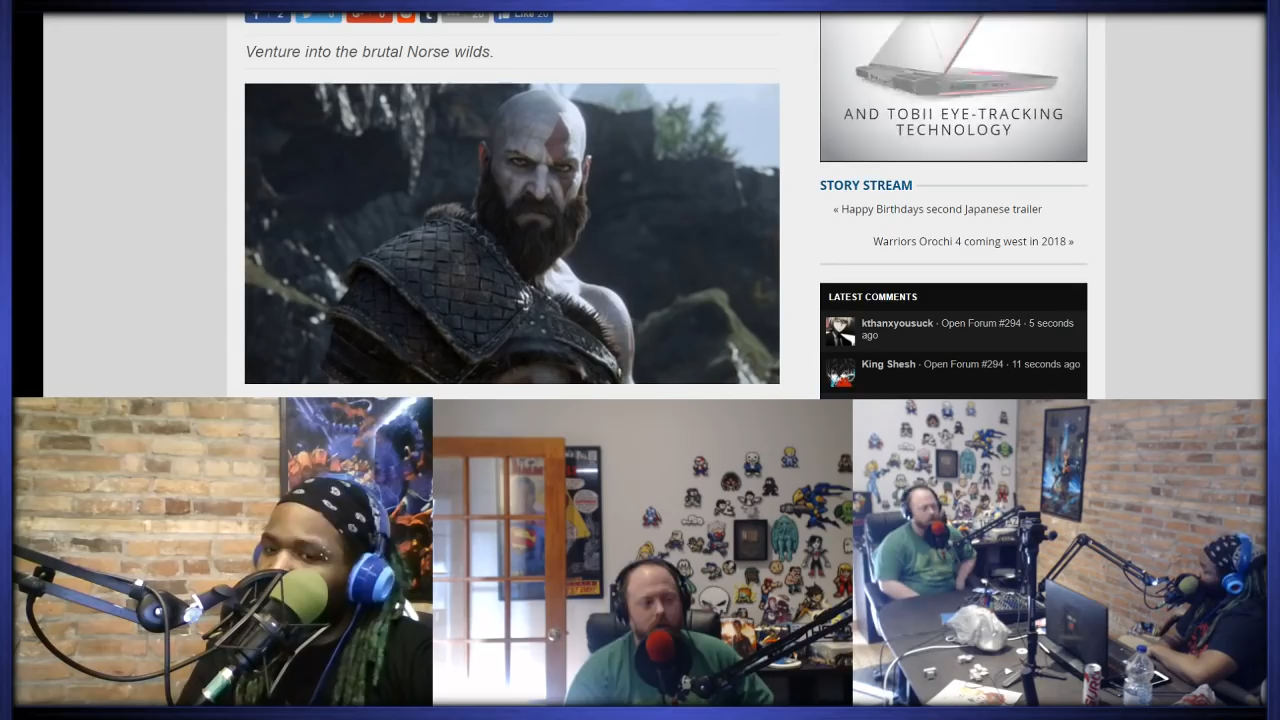 Like 20
Venture into the brutal Norse wilds.
AND TOBII EYE-TRACKING
TECHNOLOGY
STORY STREAM
« Happy Birthdays second Japanese trailer
Warriors Orochi 4 coming west in 2018 »
LATEST COMMENTS
kthanxyousuck · Open Forum #294 · 5 seconds
ago
King Shesh · Open Forum #294 · 11 seconds ago